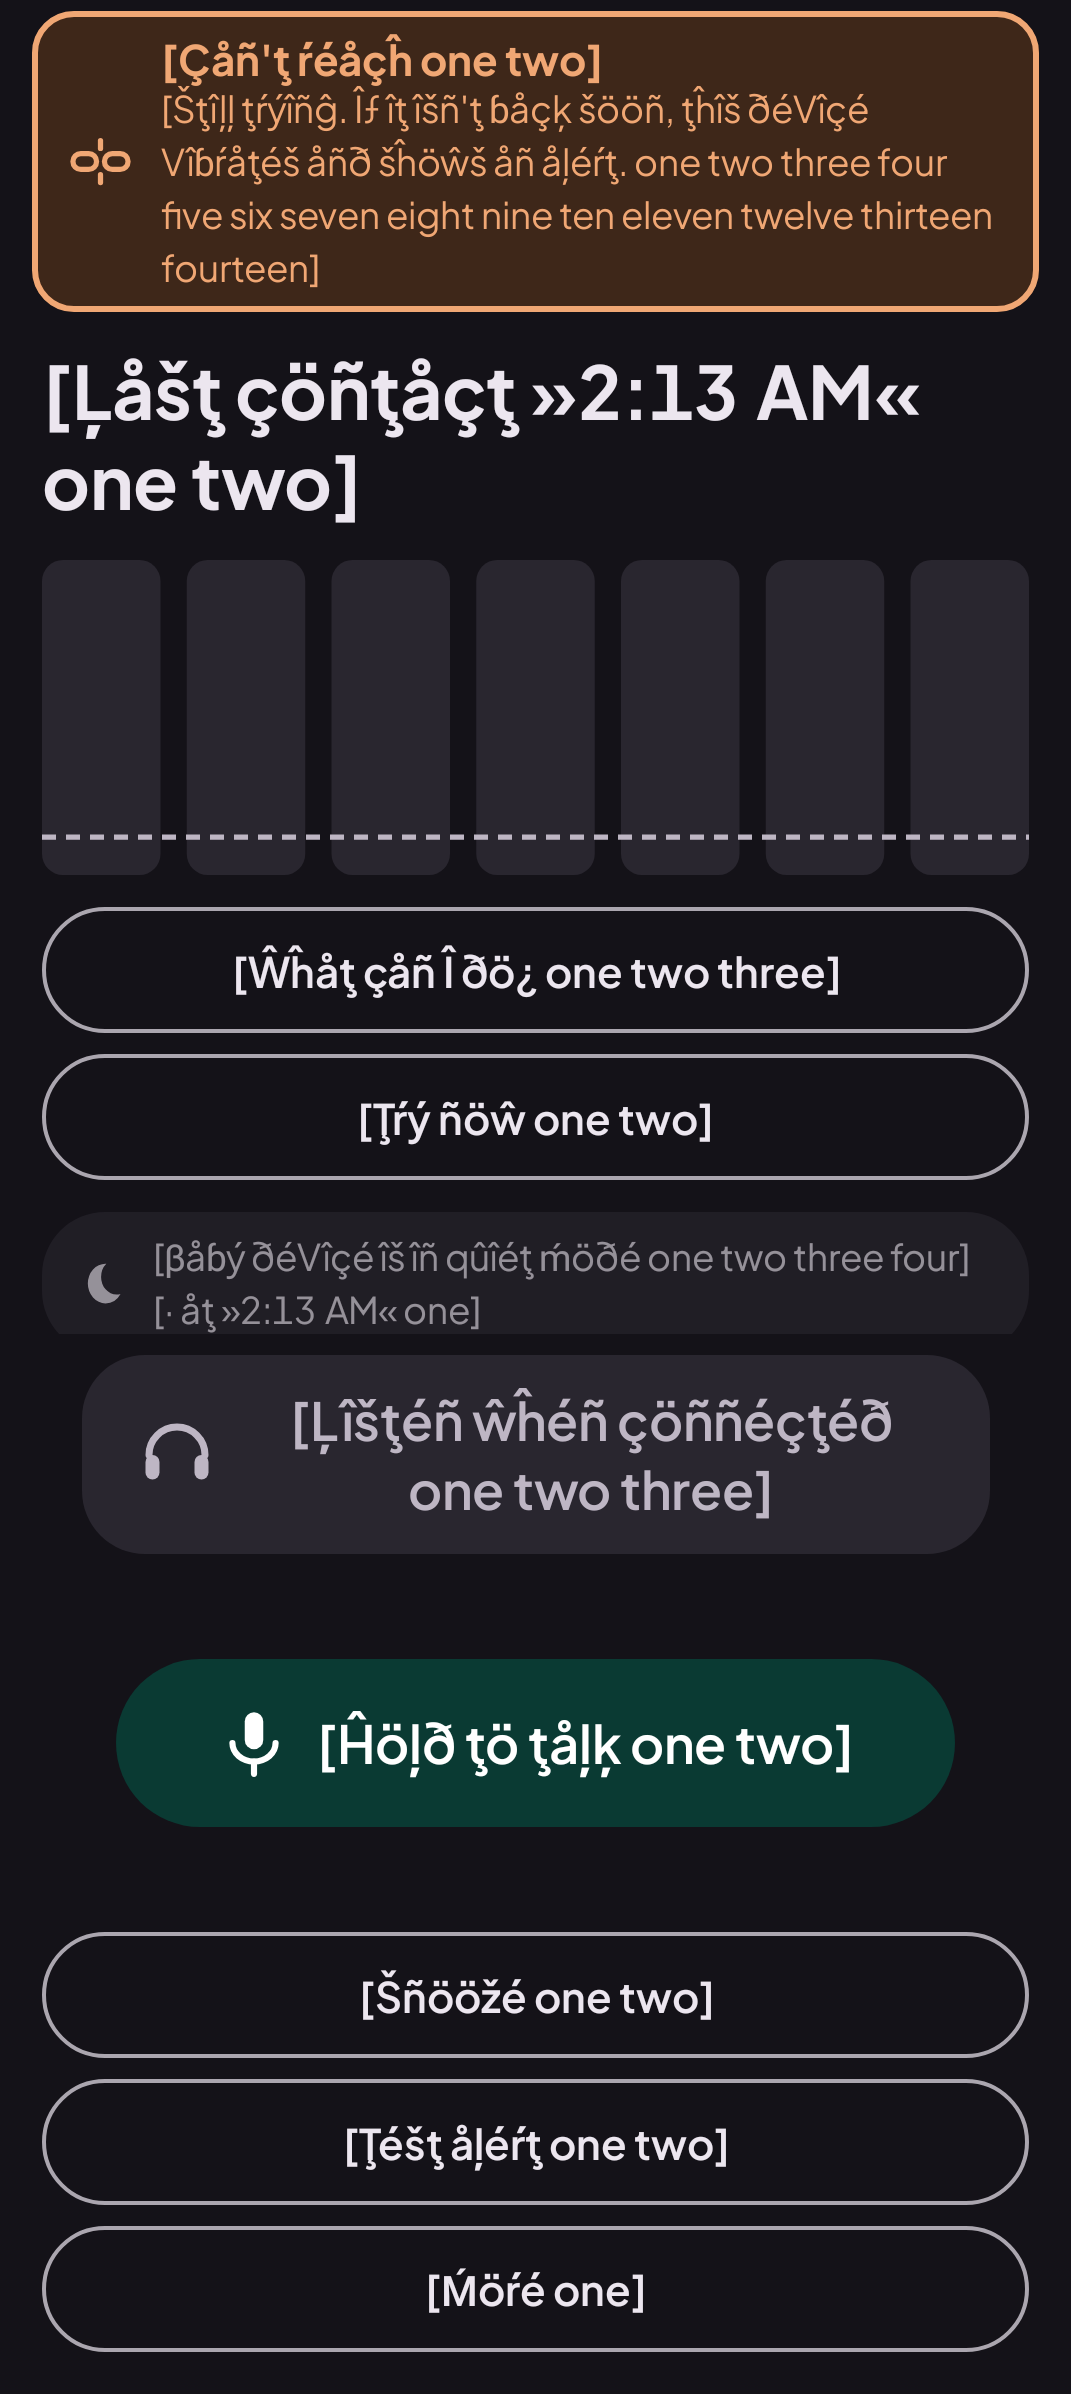 [Çåñ'ţ ŕéåçĥ one two]
[Šţîļļ ţŕýîñĝ. Îƒ îţ îšñ'ţ ƀåçķ šööñ, ţĥîš ðéVîçé
Vîƀŕåţéš åñð šĥöŵš åñ åļéŕţ. one two three four
five six seven eight nine ten eleven twelve thirteen
fourteen]
[Ļåšţ çöñţåçţ »2:13 AM«
one two]
[Ŵĥåţ çåñ Î ðö¿ one two three]
[Ţŕý ñöŵ one two]
[βåƀý ðéVîçé îš îñ qûîéţ ḿöðé one two three four]
[· åţ »2:13 AM« one]
[Ļîšţéñ ŵĥéñ çöññéçţéð
one two three]
[Ĥöļð ţö ţåļķ one two]
[Šñööžé one two]
[Ţéšţ åļéŕţ one two]
[Ḿöŕé one]